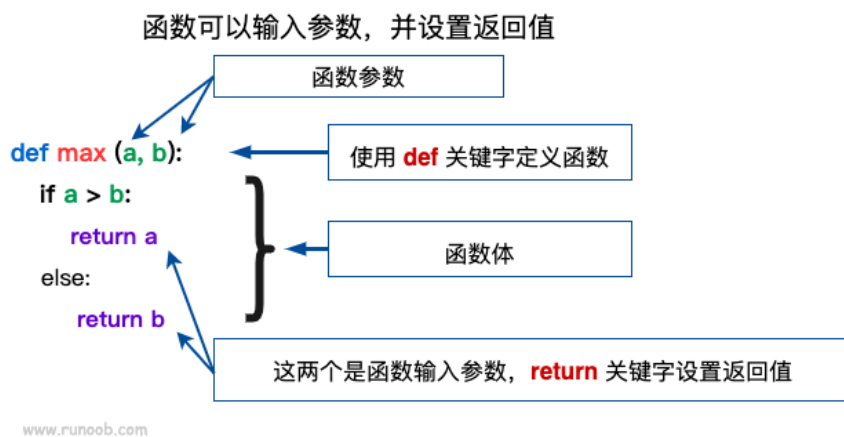 函数可以输入参数，并设置返回值
函数参数
def max (a, b):
使用 def 关键字定义函数
if a > b:
return a
函数体
else:
return b
这两个是函数输入参数，return 关键字设置返回值
www.runoob.com